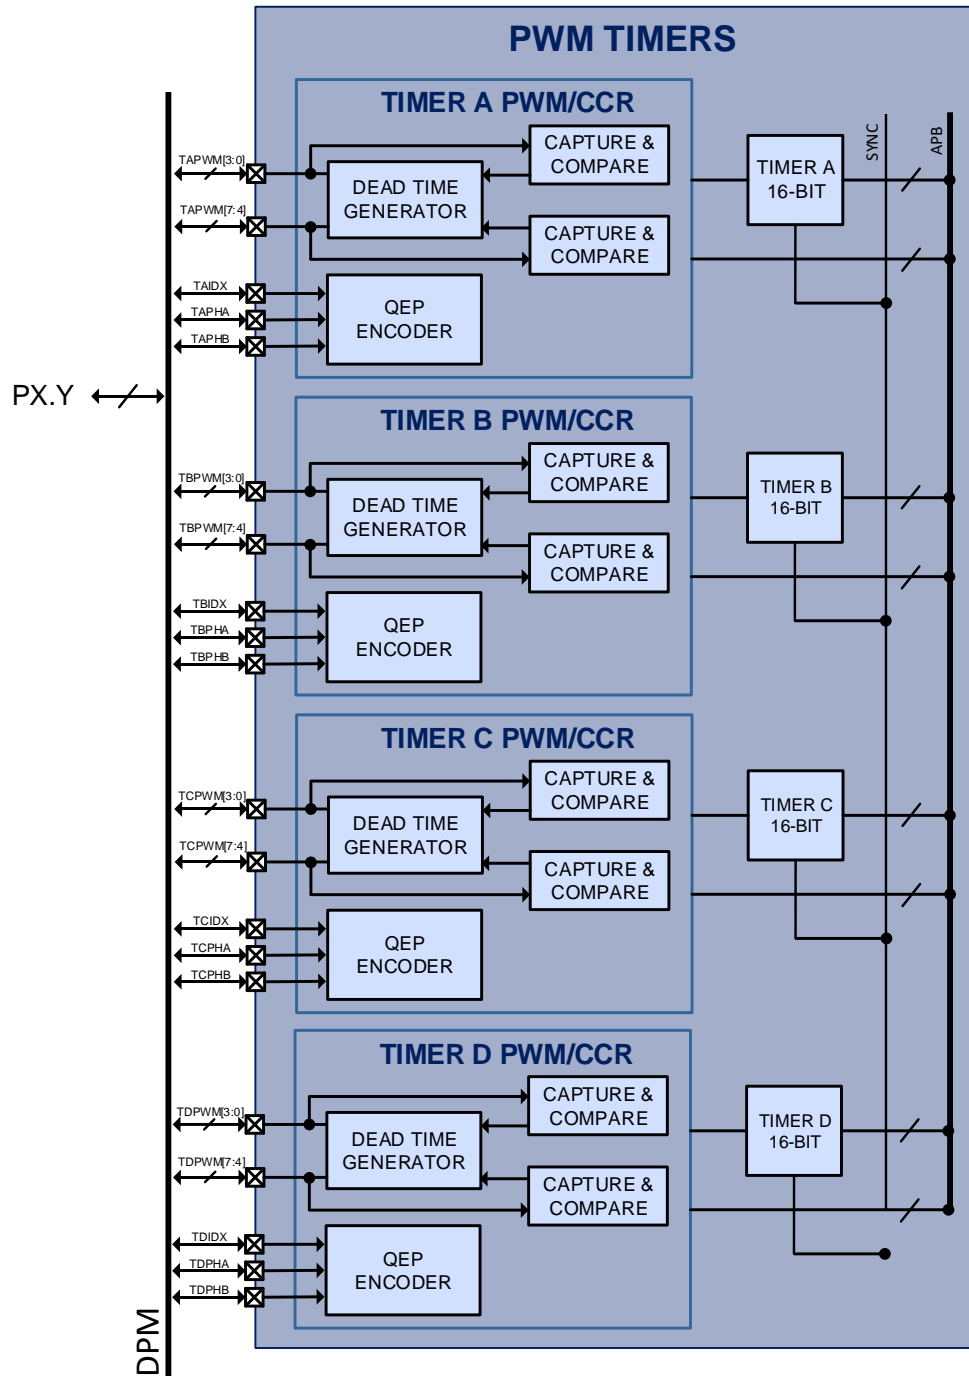 PWM TIMERS
SYNC
APB
TIMER A PWM/CCR
TAPWM[3:0]
TAPWM[7:4]
DEAD TIME
GENERATOR
CAPTURE &
COMPARE
CAPTURE &
COMPARE
TIMER A
16-BIT
TAIDX
TAPHA
TAPHB
QEP
ENCODER
PX.Y
TIMER B PWM/CCR
TBPWM[3:0]
TBPWM[7:4]
DEAD TIME
GENERATOR
CAPTURE &
COMPARE
CAPTURE &
COMPARE
TIMER B
16-BIT
TBIDX
TBPHA
TBPHB
QEP
ENCODER
TIMER C PWM/CCR
TCPWM[3:0]
TCPWM[7:4]
DEAD TIME
GENERATOR
CAPTURE &
COMPARE
CAPTURE &
COMPARE
TIMER C
16-BIT
TCIDX
TCPHA
TCPHB
QEP
ENCODER
TIMER D PWM/CCR
TDPWM[3:0]
TDPWM[7:4]
DEAD TIME
GENERATOR
CAPTURE &
COMPARE
CAPTURE &
COMPARE
TIMER D
16-BIT
TDIDX
TDPHA
TDPHB
QEP
ENCODER
DPM